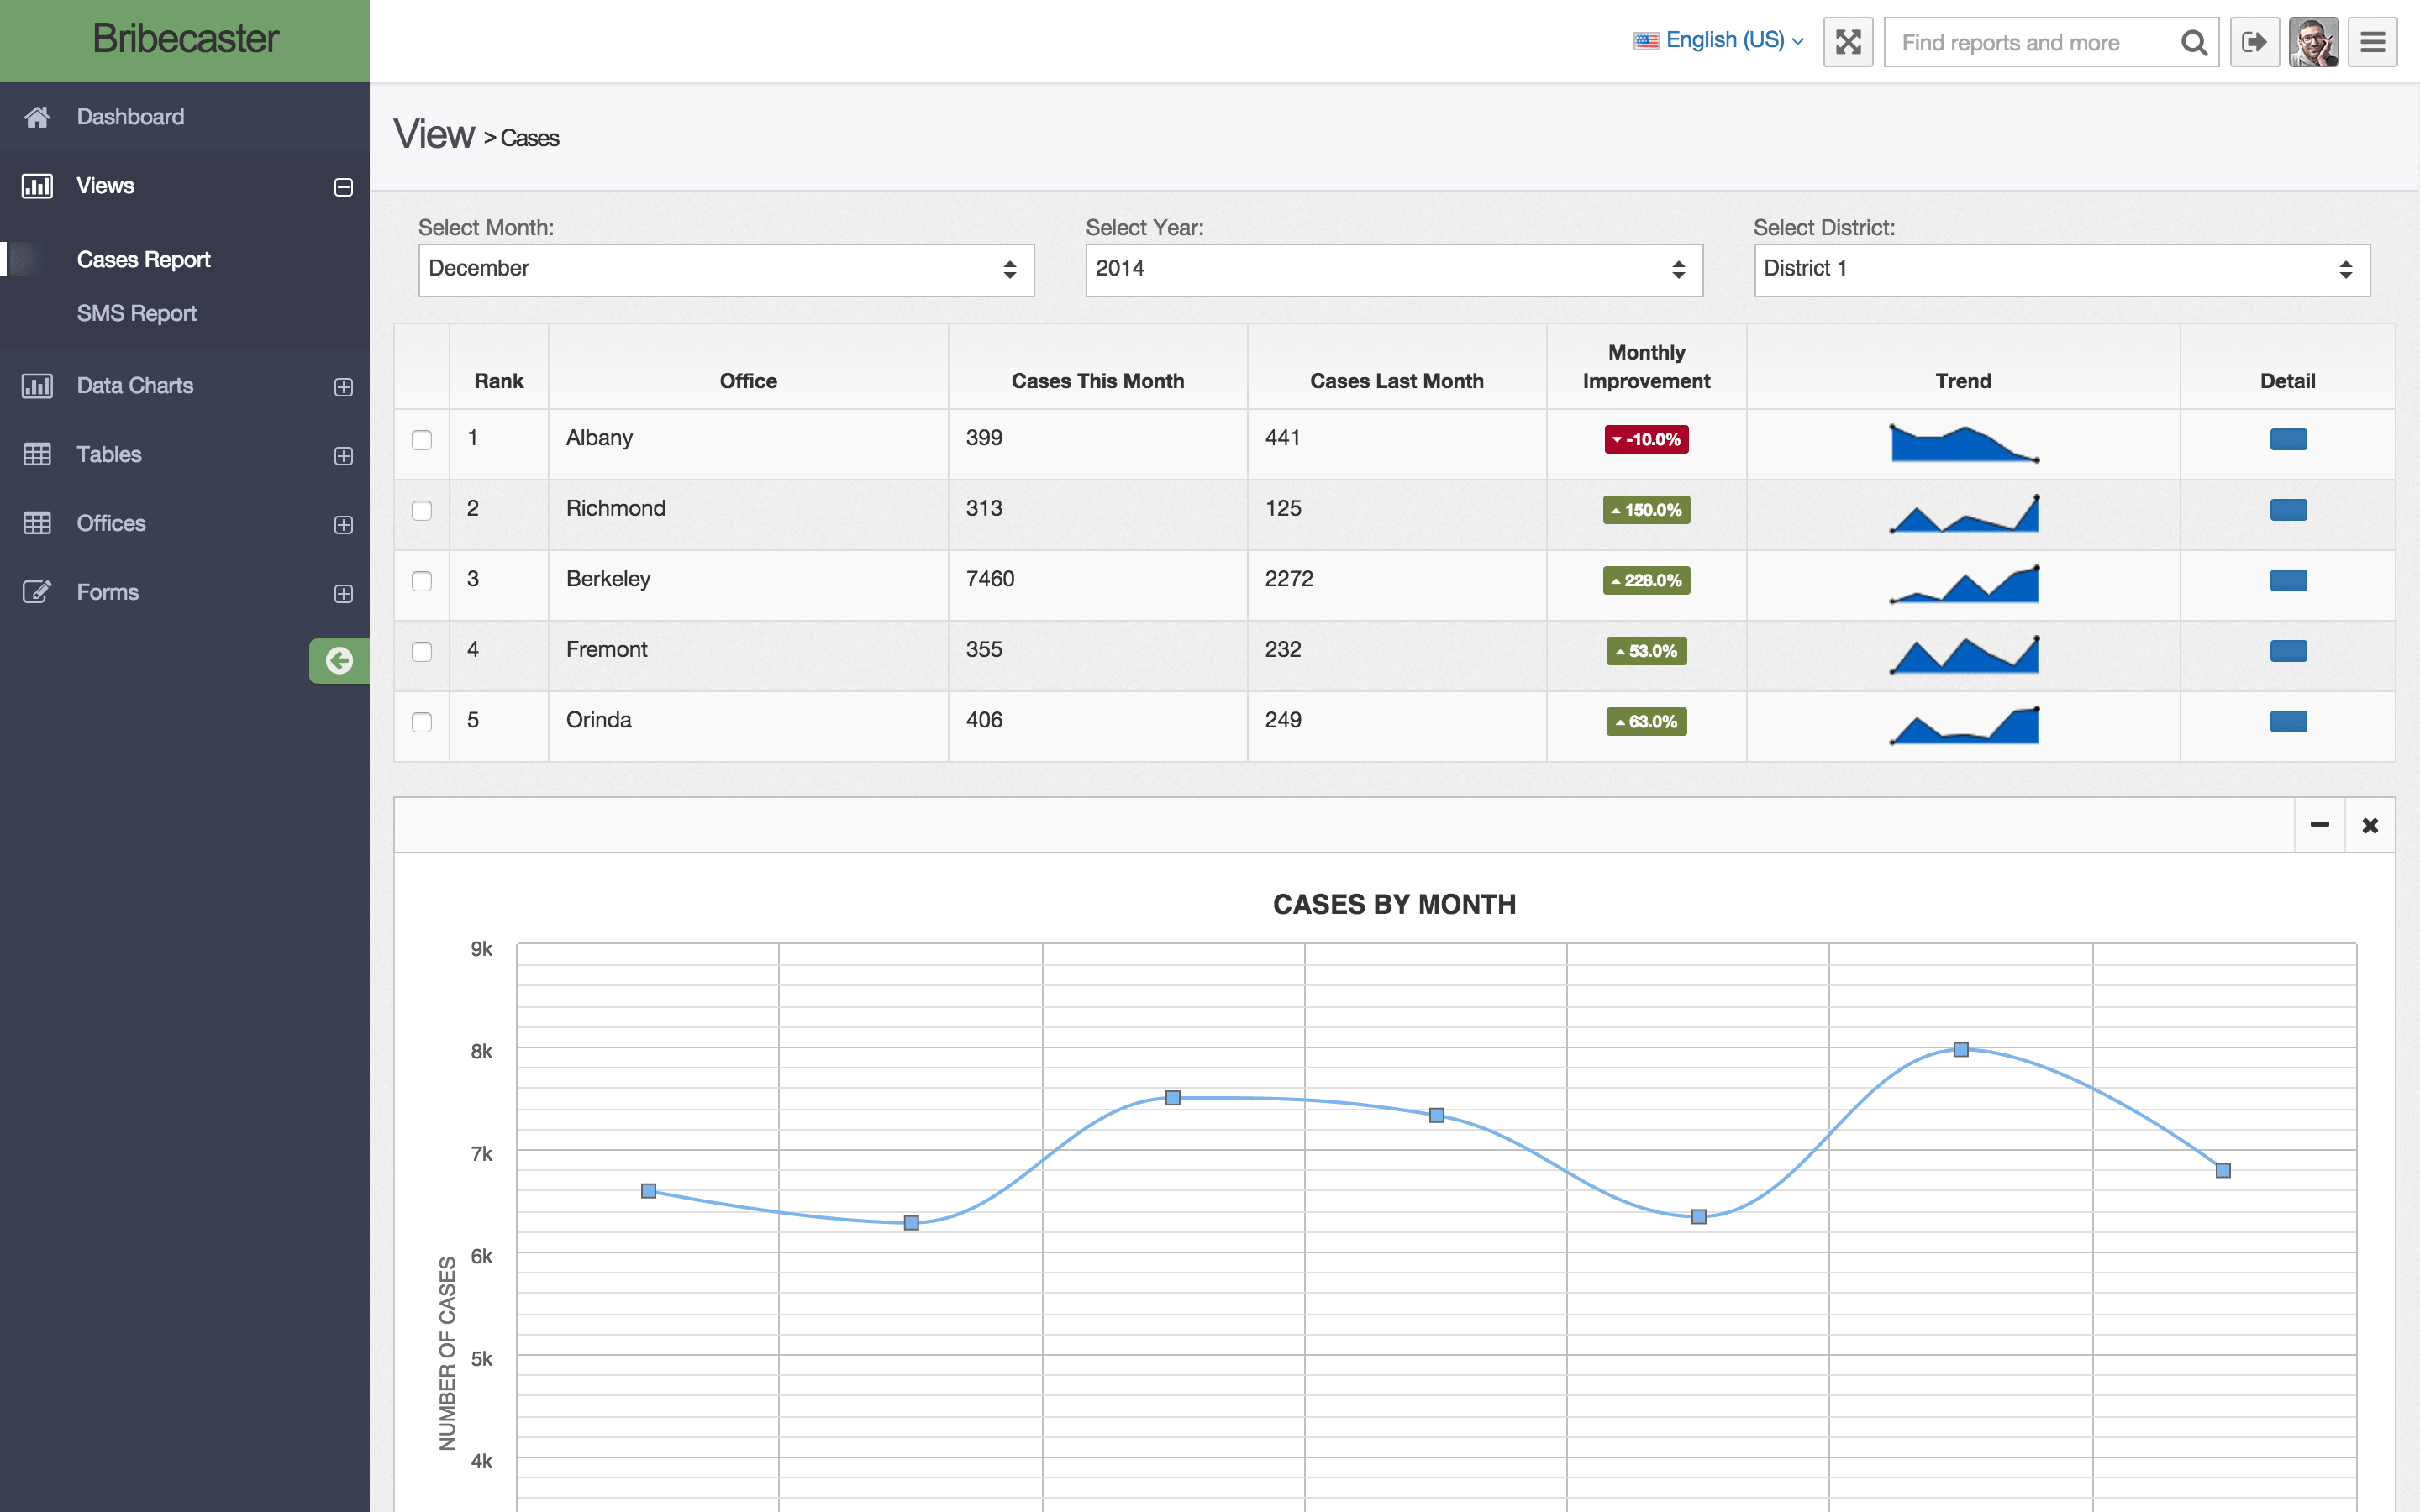 Bribecaster
English (US)
Find reports and more
Dashboard
Views
Cases Report
SMS Report
Data Charts
Tables
Offices
Forms
View > Cases
Select Month:
December
Select Year:
2014
Select District:
District 1
Rank Office Cases This Month Cases Last Month Monthly Improvement Trend Detail
1 Albany 399 441 -10.0%
2 Richmond 313 125 150.0%
3 Berkeley 7460 2272 228.0%
4 Fremont 355 232 53.0%
5 Orinda 406 249 63.0%
CASES BY MONTH
NUMBER OF CASES
9k
8k
7k
6k
5k
4k